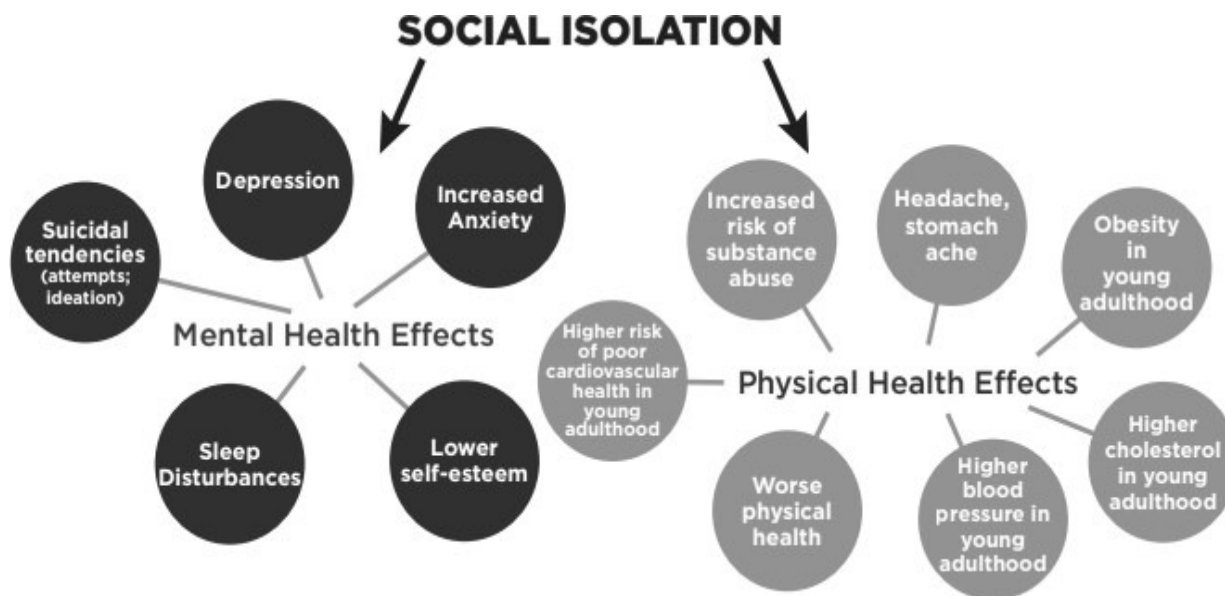 SOCIAL ISOLATION
Depression
Increased
Anxiety
Suicidal
tendencies
(attempts;
ideation)
Mental Health Effects
Sleep
Disturbances
Lower
self-esteem
Increased
risk of
substance
abuse
Headache,
stomach
ache
Obesity
in
young
adulthood
Higher risk
of poor
cardiovascular
health in
young
adulthood
Physical Health Effects
Worse
physical
health
Higher
blood
pressure in
young
adulthood
Higher
cholesterol
in young
adulthood